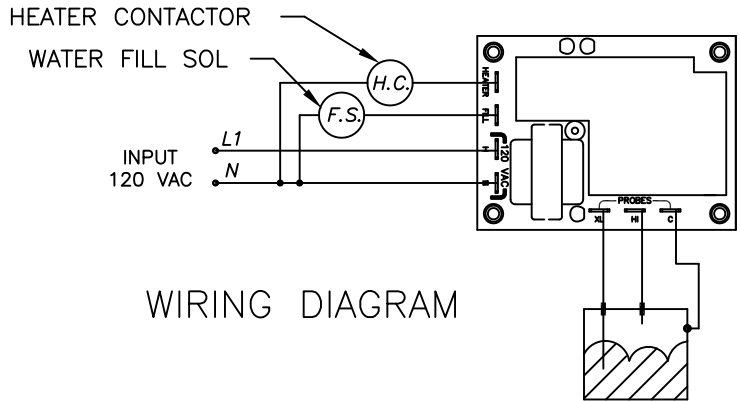 HEATER CONTACTOR
WATER FILL SOL
H.C.
F.S.
HEATER
FILL
L1
INPUT
120 VAC
N
H
120 VAC
N
PROBES
XL
HI
C
WIRING DIAGRAM